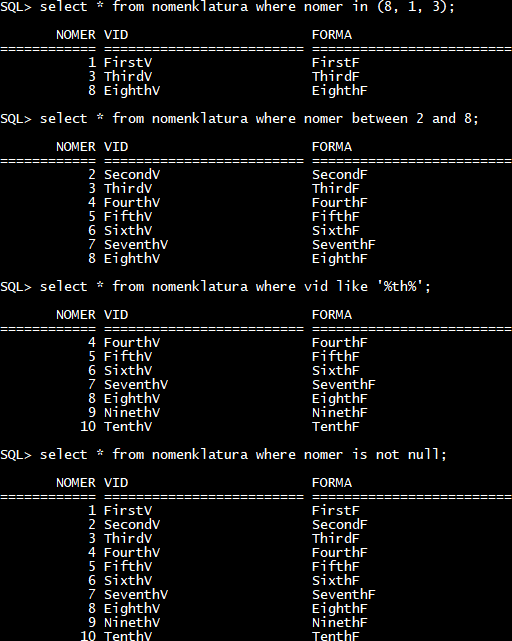 SQL> select * from nomenklatura where nomer in (8, 1, 3);
NOMER VID FORMA
============ ========================= =========================
1 FirstV FirstF
3 ThirdV ThirdF
8 EighthV EighthF
SQL> select * from nomenklatura where nomer between 2 and 8;
NOMER VID FORMA
============ ========================= =========================
2 SecondV SecondF
3 ThirdV ThirdF
4 FourthV FourthF
5 FifthV FifthF
6 SixthV SixthF
7 SeventhV SeventhF
8 EighthV EighthF
SQL> select * from nomenklatura where vid like '%th%';
NOMER VID FORMA
============ ========================= =========================
4 FourthV FourthF
5 FifthV FifthF
6 SixthV SixthF
7 SeventhV SeventhF
8 EighthV EighthF
9 NinethV NinethF
10 TenthV TenthF
SQL> select * from nomenklatura where nomer is not null;
NOMER VID FORMA
============ ========================= =========================
1 FirstV FirstF
2 SecondV SecondF
3 ThirdV ThirdF
4 FourthV FourthF
5 FifthV FifthF
6 SixthV SixthF
7 SeventhV SeventhF
8 EighthV EighthF
9 NinethV NinethF
10 TenthV TenthF